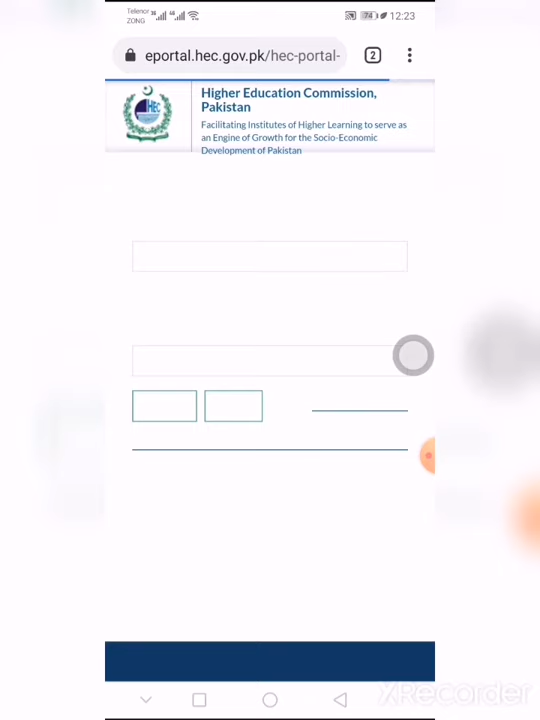 Telenor
ZONG
12:23
eportal.hec.gov.pk/hec-portal-
2
HEC
Higher Education Commission,
Pakistan
Facilitating Institutes of Higher Learning to serve as
an Engine of Growth for the Socio-Economic
Development of Pakistan
XRecorder